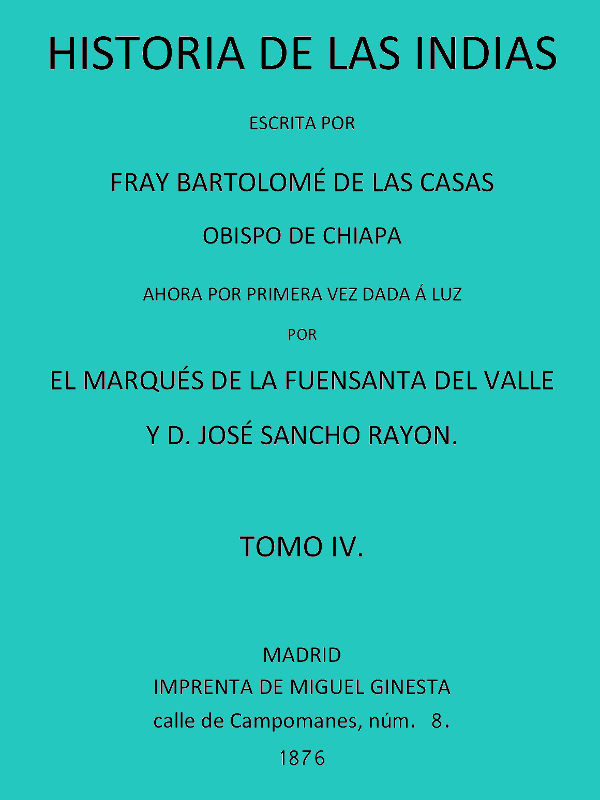 HISTORIA DE LAS INDIAS
ESCRITA POR
FRAY BARTOLOMÉ DE LAS CASAS
OBISPO DE CHIAPA
AHORA POR PRIMERA VEZ DADA Á LUZ
POR
EL MARQUÉS DE LA FUENSANTA DEL VALLE
Y D. JOSÉ SANCHO RAYON.
TOMO IV.
MADRID
IMPRENTA DE MIGUEL GINESTA
calle de Campomanes, núm. 8.
1876